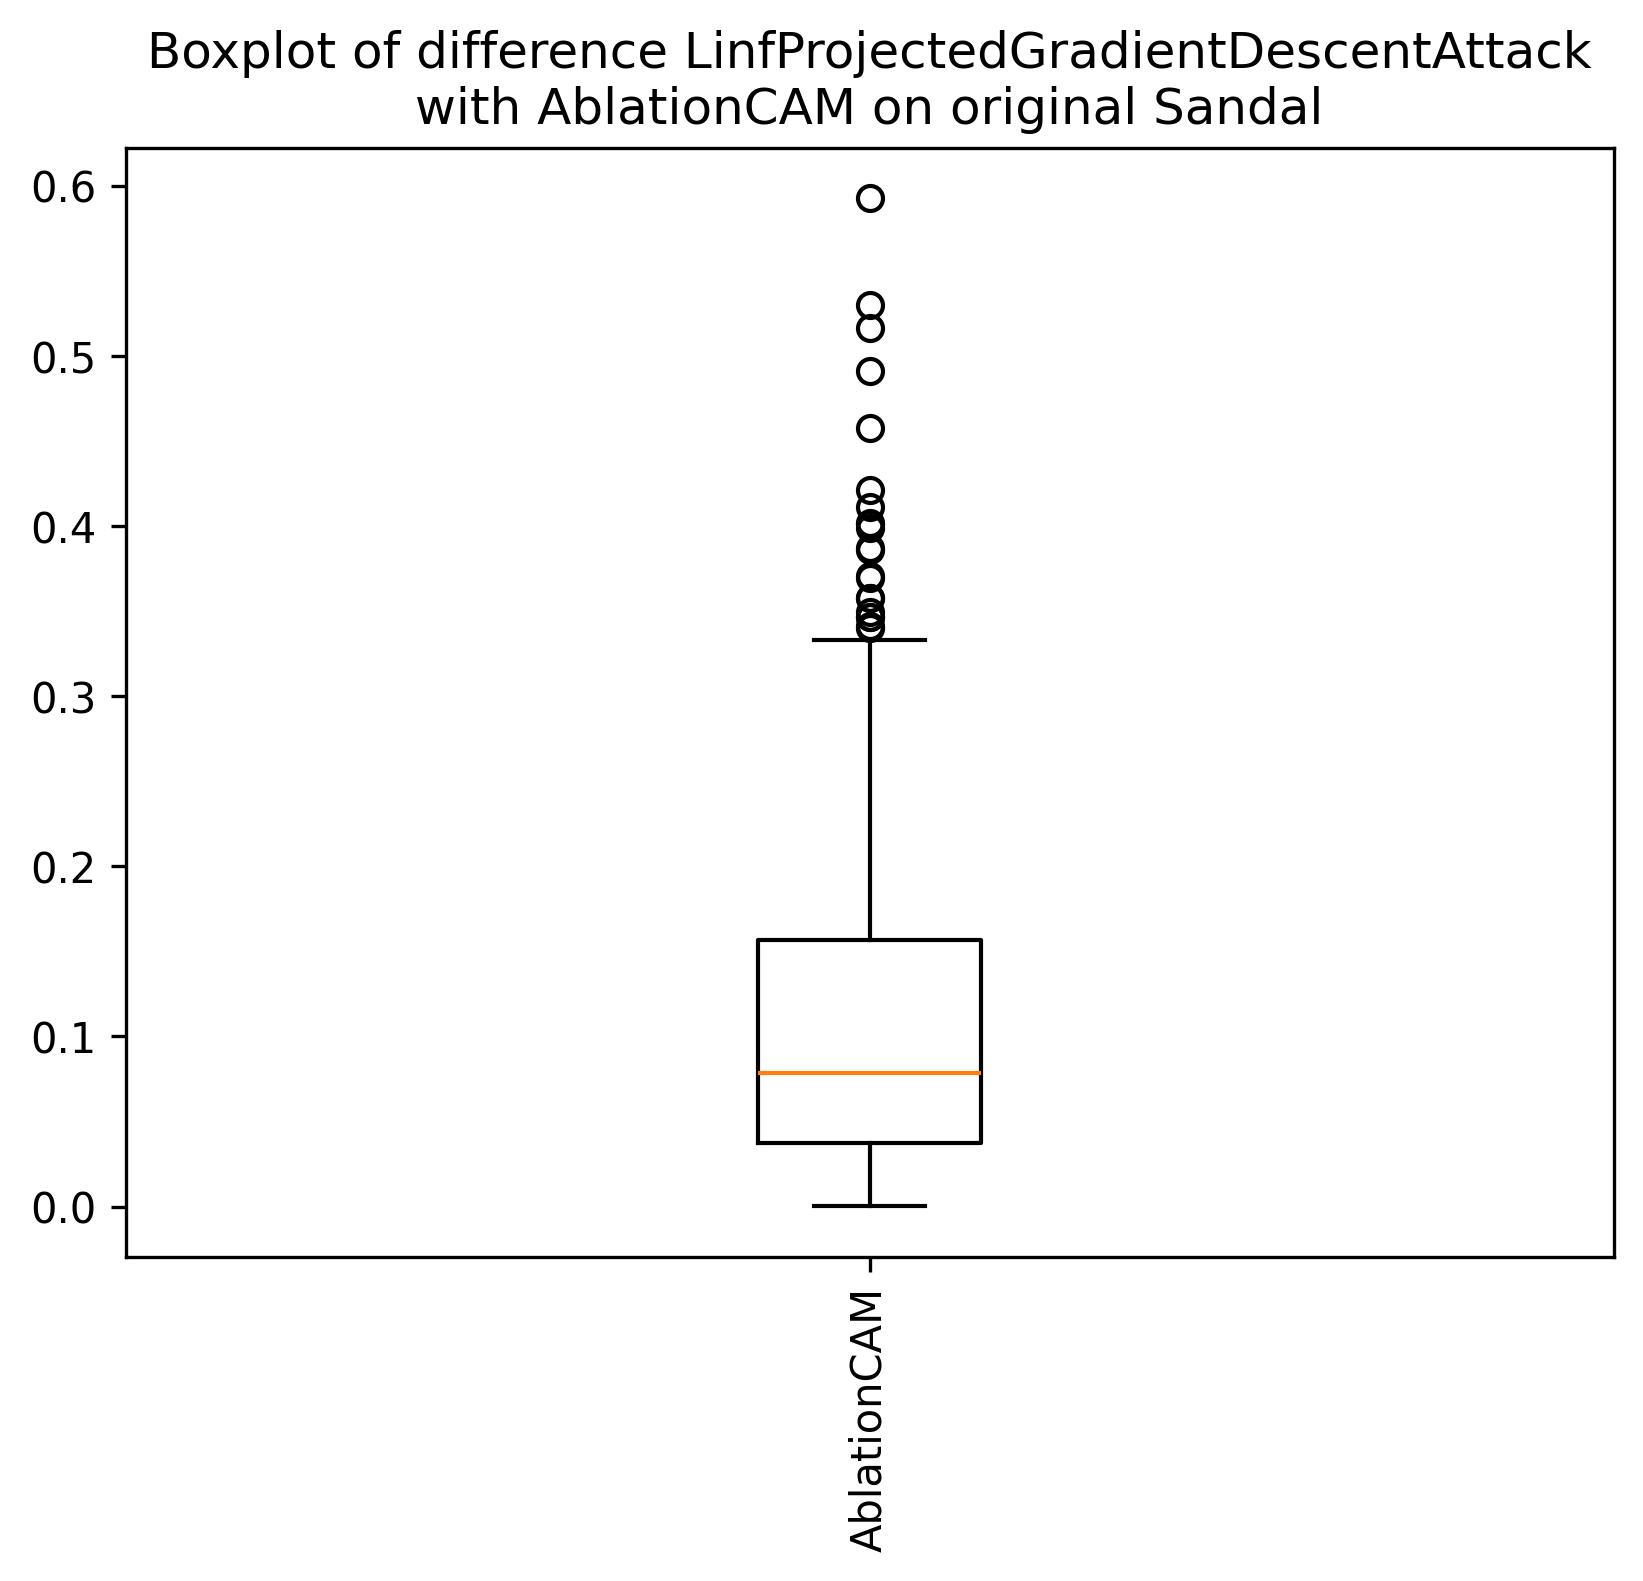 Boxplot of difference LinfProjectedGradientDescentAttack
with AblationCAM on original Sandal
0.6
0.5
0.4
0.3
0.2
0.1
0.0
AblationCAM